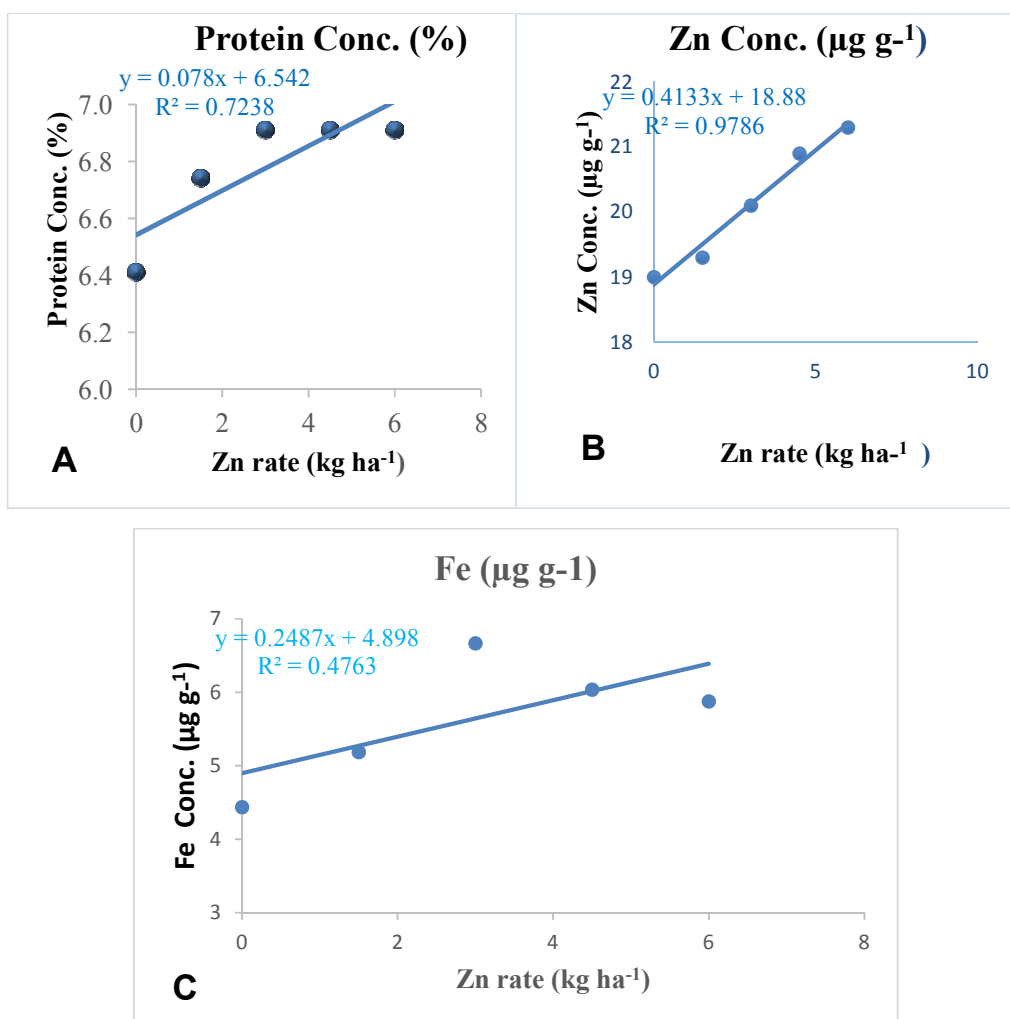 Protein Conc. (%)
y = 0.078x + 6.542
R² = 0.7238
Protein Conc. (%)
7.0
6.8
6.6
6.4
6.2
6.0
0 2 4 6 8
Zn rate (kg ha⁻¹)
A
Zn Conc. (µg g-¹)
y = 0.4133x + 18.88
R² = 0.9786
Zn Conc. (µg g⁻¹)
22
21
20
19
18
0 5 10
Zn rate (kg ha-¹ )
B
Fe (µg g-1)
y = 0.2487x + 4.898
R² = 0.4763
Fe Conc. (µg g⁻¹)
7
6
5
4
3
0 2 4 6 8
Zn rate (kg ha⁻¹)
C